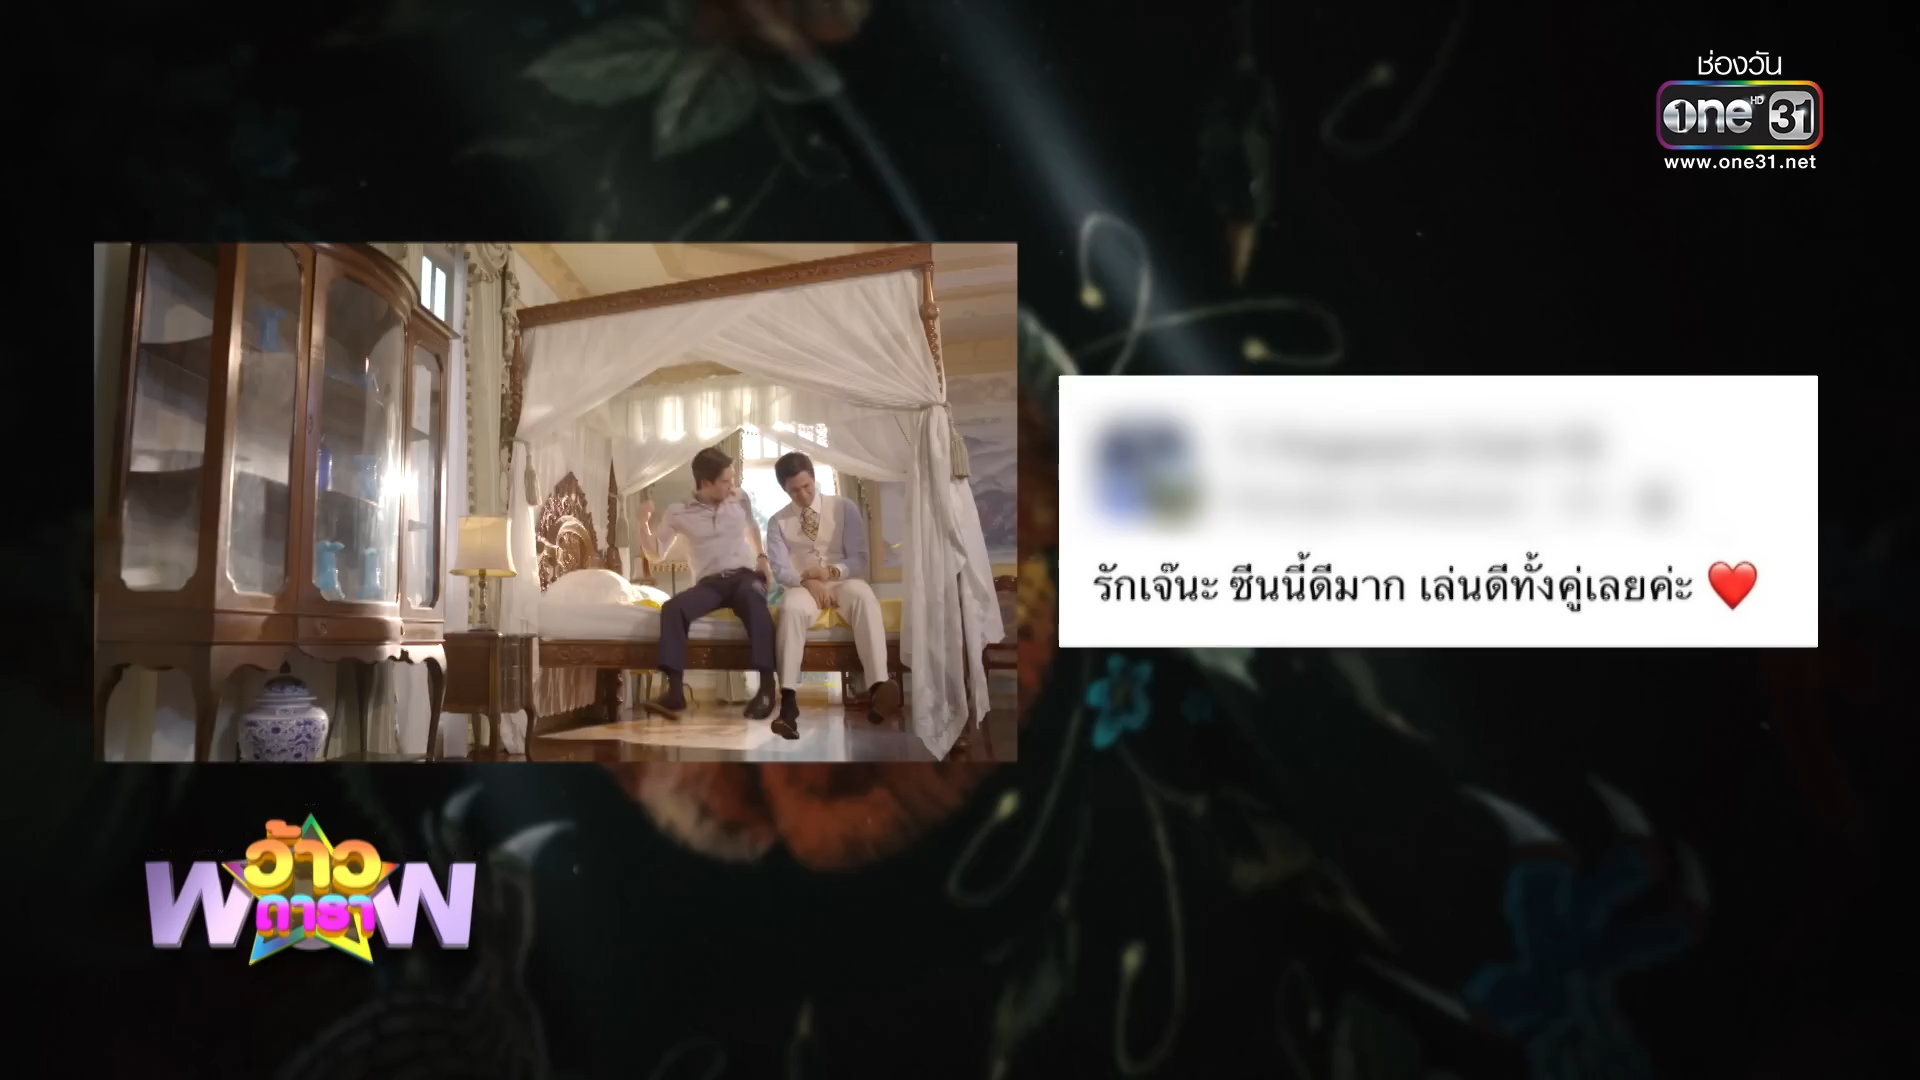 ช่องวัน
one HD 31
www.one31.net
รักเจ๊นะ ซีนนี้ดีมาก เล่นดีทั้งคู่เลยค่ะ ❤️
ว้าว
WOW
ดารา